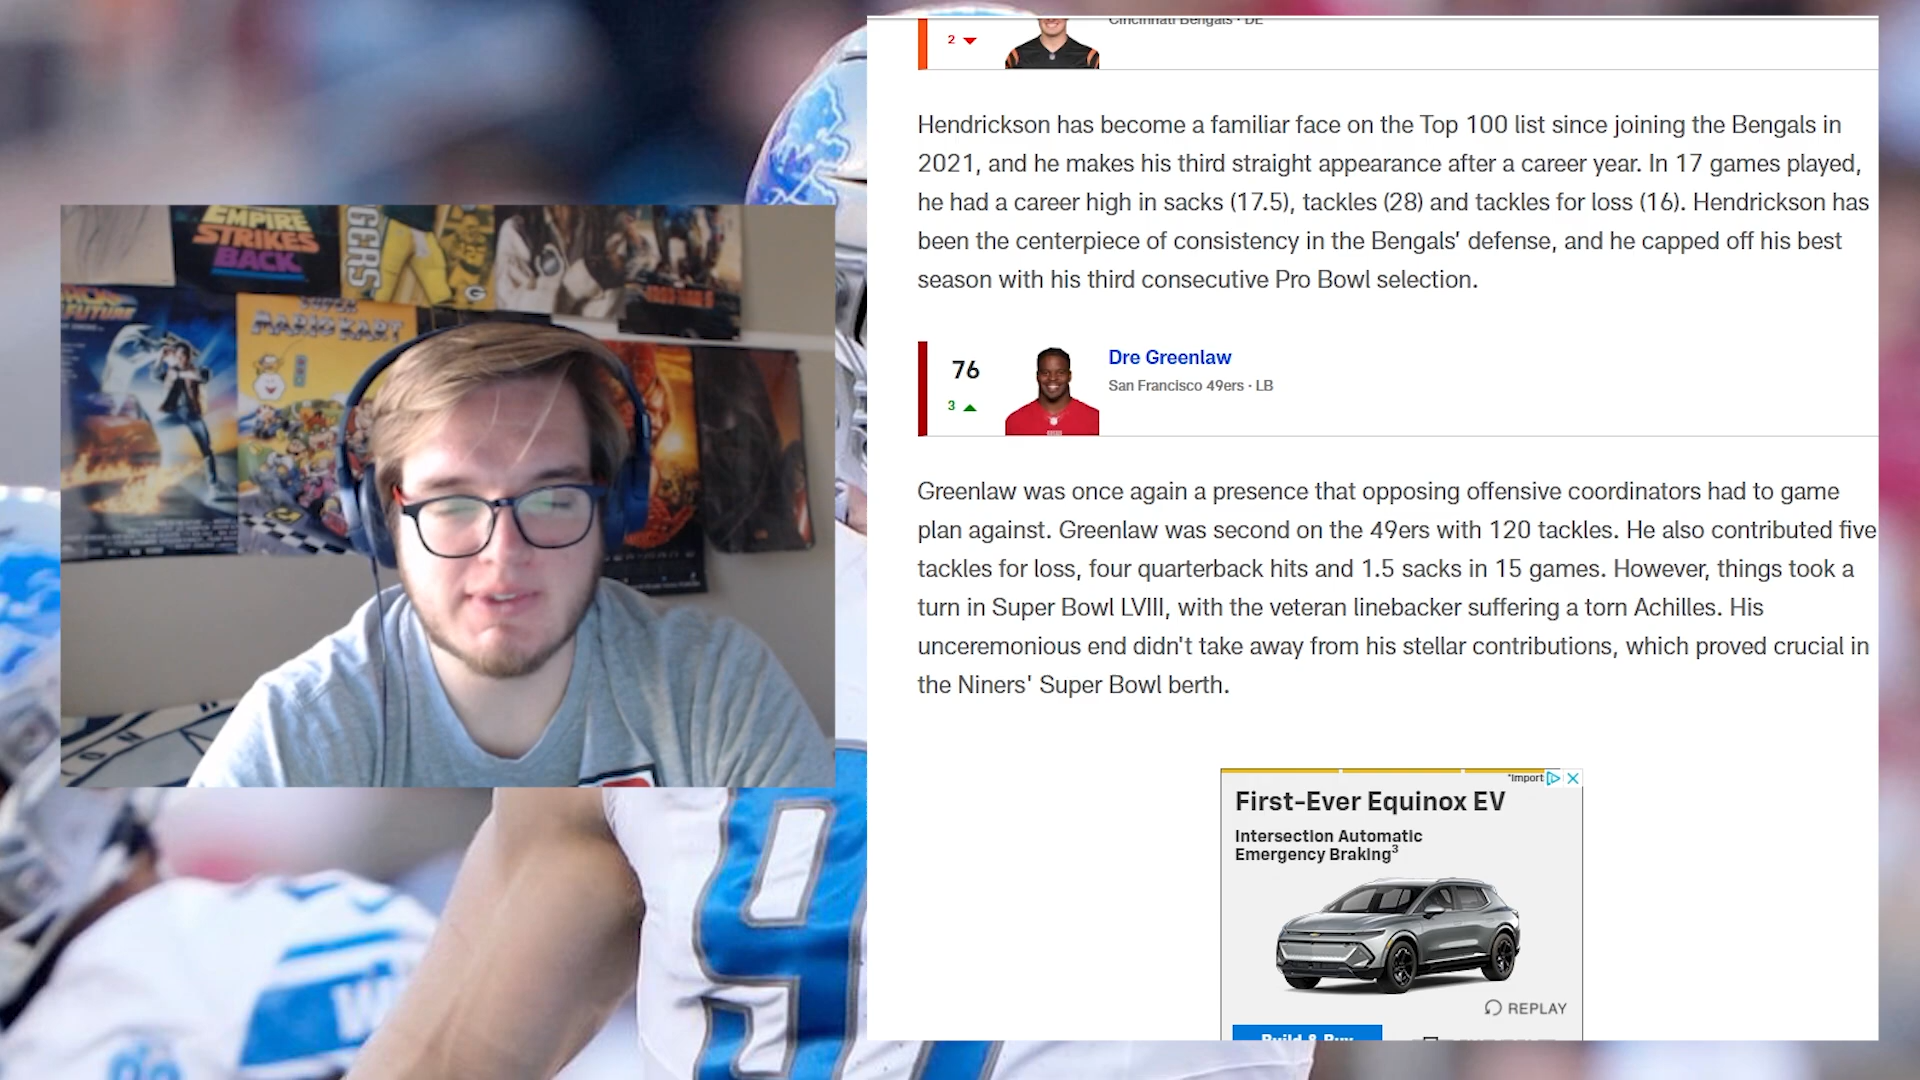 Cincinnati Bengals · DE
2
Hendrickson has become a familiar face on the Top 100 list since joining the Bengals in
2021, and he makes his third straight appearance after a career year. In 17 games played,
he had a career high in sacks (17.5), tackles (28) and tackles for loss (16). Hendrickson has
been the centerpiece of consistency in the Bengals’ defense, and he capped off his best
season with his third consecutive Pro Bowl selection.
76
Dre Greenlaw
San Francisco 49ers · LB
3
Greenlaw was once again a presence that opposing offensive coordinators had to game
plan against. Greenlaw was second on the 49ers with 120 tackles. He also contributed five
tackles for loss, four quarterback hits and 1.5 sacks in 15 games. However, things took a
turn in Super Bowl LVIII, with the veteran linebacker suffering a torn Achilles. His
unceremonious end didn't take away from his stellar contributions, which proved crucial in
the Niners' Super Bowl berth.
*Import
First-Ever Equinox EV
Intersection Automatic
Emergency Braking3
REPLAY
Build & Buy
EMPIRE
STRIKES
BACK
FUTURE
SUPER
MARIO KART
G